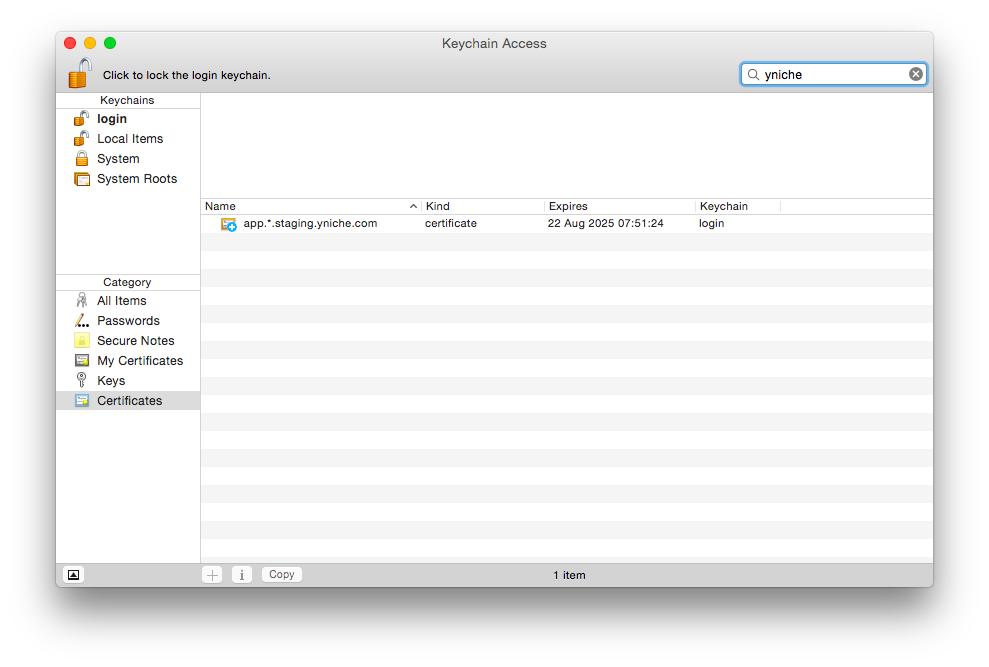 Keychain Access
Click to lock the login keychain.
yniche
Keychains
login
Local Items
System
System Roots
Name Kind Expires Keychain
app.*.staging.yniche.com certificate 22 Aug 2025 07:51:24 login
Category
All Items
Passwords
Secure Notes
My Certificates
Keys
Certificates
Copy 1 item